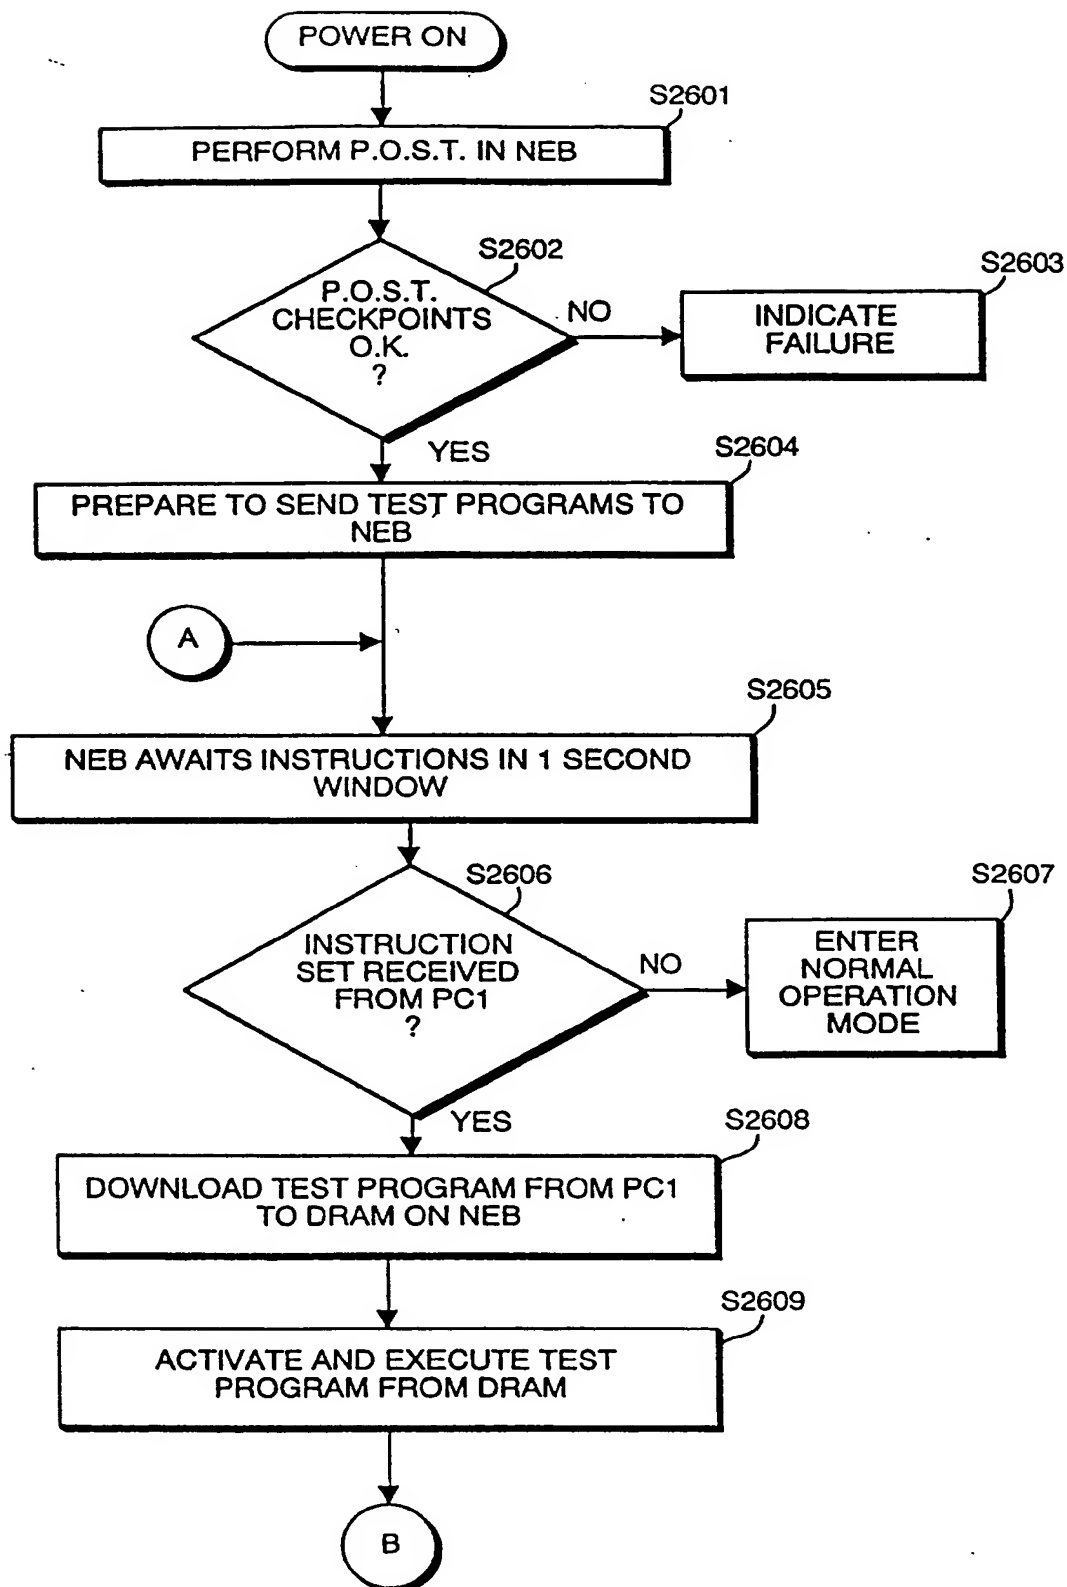 POWER ON
S2601
PERFORM P.O.S.T. IN NEB
S2602
P.O.S.T.
CHECKPOINTS
O.K.
?
NO
S2603
INDICATE
FAILURE
YES
S2604
PREPARE TO SEND TEST PROGRAMS TO
NEB
A
S2605
NEB AWAITS INSTRUCTIONS IN 1 SECOND
WINDOW
S2606
INSTRUCTION
SET RECEIVED
FROM PC1
?
NO
S2607
ENTER
NORMAL
OPERATION
MODE
YES
S2608
DOWNLOAD TEST PROGRAM FROM PC1
TO DRAM ON NEB
S2609
ACTIVATE AND EXECUTE TEST
PROGRAM FROM DRAM
B